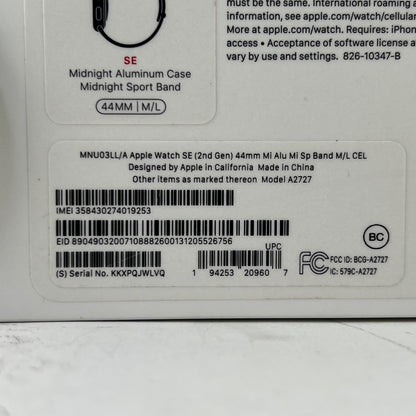 must be the same. International roaming a
information, see apple.com/watch/cellular
More at apple.com/watch. Requires: iPhon
access • Acceptance of software license a
vary by use and settings. 826-10347-B
SE
Midnight Aluminum Case
Midnight Sport Band
44MM | M/L
MNU03LL/A Apple Watch SE (2nd Gen) 44mm Mi Alu Mi Sp Band M/L CEL
Designed by Apple in California Made in China
Other items as marked thereon Model A2727
IMEI 358430274019253
EID 89049032007108882600131205526756
UPC
(S) Serial No. KKXPQJWLVQ
1 94253 20960 7
FC
FCC ID: BCG-A2727
IC: 579C-A2727
BC